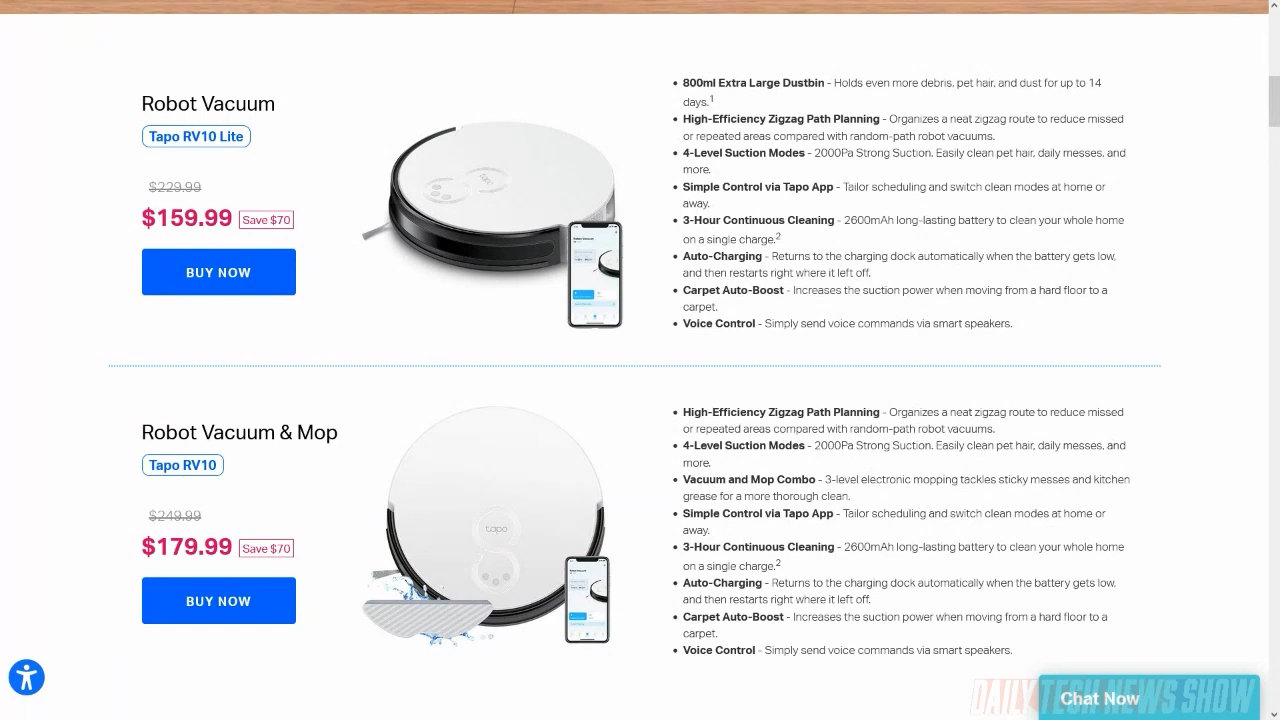 Robot Vacuum
Tapo RV10 Lite
$229.99
$159.99 Save $70
BUY NOW
tapo
• 800ml Extra Large Dustbin - Holds even more debris, pet hair, and dust for up to 14
days.1
• High-Efficiency Zigzag Path Planning - Organizes a neat zigzag route to reduce missed
or repeated areas compared with random-path robot vacuums.
• 4-Level Suction Modes - 2000Pa Strong Suction. Easily clean pet hair, daily messes, and
more.
• Simple Control via Tapo App - Tailor scheduling and switch clean modes at home or
away.
• 3-Hour Continuous Cleaning - 2600mAh long-lasting battery to clean your whole home
on a single charge.2
• Auto-Charging - Returns to the charging dock automatically when the battery gets low,
and then restarts right where it left off.
• Carpet Auto-Boost - Increases the suction power when moving from a hard floor to a
carpet.
• Voice Control - Simply send voice commands via smart speakers.
Robot Vacuum & Mop
Tapo RV10
$249.99
$179.99 Save $70
BUY NOW
tapo
• High-Efficiency Zigzag Path Planning - Organizes a neat zigzag route to reduce missed
or repeated areas compared with random-path robot vacuums.
• 4-Level Suction Modes - 2000Pa Strong Suction. Easily clean pet hair, daily messes, and
more.
• Vacuum and Mop Combo - 3-level electronic mopping tackles sticky messes and kitchen
grease for a more thorough clean.
• Simple Control via Tapo App - Tailor scheduling and switch clean modes at home or
away.
• 3-Hour Continuous Cleaning - 2600mAh long-lasting battery to clean your whole home
on a single charge.2
• Auto-Charging - Returns to the charging dock automatically when the battery gets low,
and then restarts right where it left off.
• Carpet Auto-Boost - Increases the suction power when moving from a hard floor to a
carpet.
• Voice Control - Simply send voice commands via smart speakers.
DAILY TECH NEWS SHOW
Chat Now